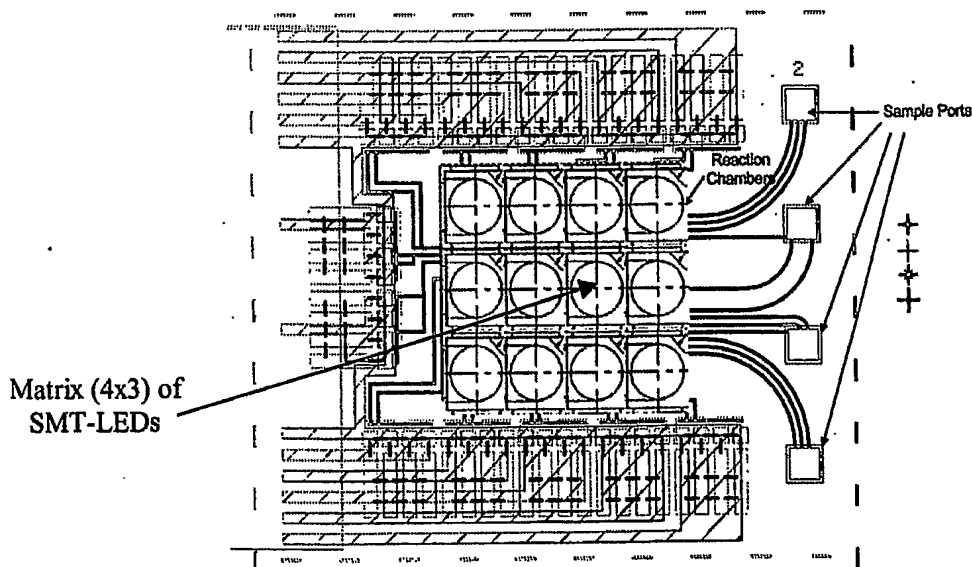 2
Sample Ports
Reaction
Chambers
Matrix (4x3) of
SMT-LEDs